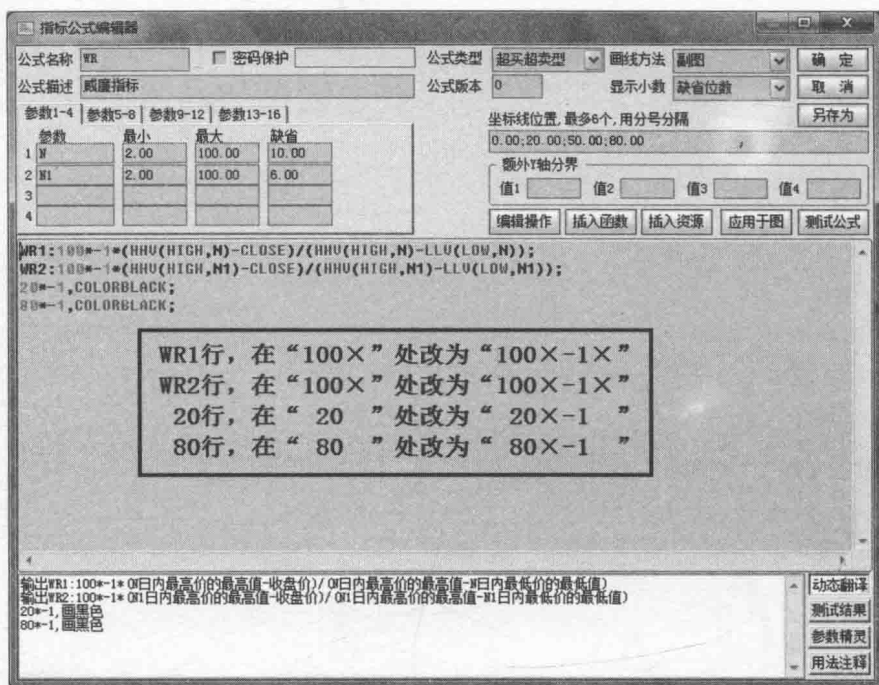 指标公式编辑器
公式名称 WR 密码保护 公式类型 超买超卖型 画线方法 副图 确 定
公式描述 威廉指标 公式版本 0 显示小数 缺省位数 取 消
参数1-4 参数5-8 参数9-12 参数13-16 另存为
坐标线位置,最多6个,用分号分隔
参数 最小 最大 缺省
0.00;20.00;50.00;80.00
1 N 2.00 100.00 10.00
额外Y轴分界
2 N1 2.00 100.00 6.00
值1 值2 值3 值4
3
4
编辑操作 插入函数 插入资源 应用于图 测试公式
WR1:100*-1*(HHV(HIGH,N)-CLOSE)/(HHV(HIGH,N)-LLV(LOW,N));
WR2:100*-1*(HHV(HIGH,N1)-CLOSE)/(HHV(HIGH,N1)-LLV(LOW,N1));
20*-1,COLORBLACK;
80*-1,COLORBLACK;
WR1行，在“100×”处改为“100×-1×”
WR2行，在“100×”处改为“100×-1×”
20行，在“ 20 ”处改为“ 20×-1 ”
80行，在“ 80 ”处改为“ 80×-1 ”
输出WR1:100*-1*(N日内最高价的最高值-收盘价)/(N日内最高价的最高值-N日内最低价的最低值)
输出WR2:100*-1*(N1日内最高价的最高值-收盘价)/(N1日内最高价的最高值-N1日内最低价的最低值)
20*-1,画黑色
80*-1,画黑色
动态翻译
测试结果
参数精灵
用法注释